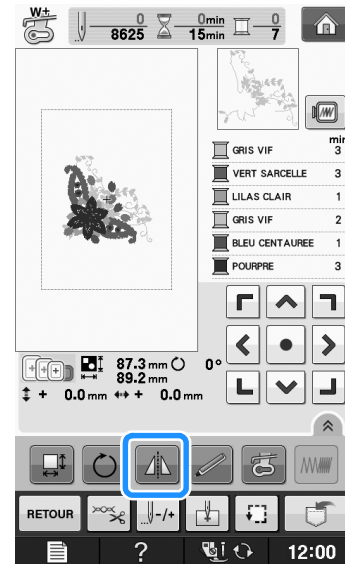 W+
0
8625
0min
15min
0
7
min
GRIS VIF 3
VERT SARCELLE 3
LILAS CLAIR 1
GRIS VIF 2
BLEU CENTAUREE 1
POURPRE 3
87.3 mm 0°
89.2 mm
+ 0.0 mm + 0.0 mm
RETOUR -/+
? 12:00